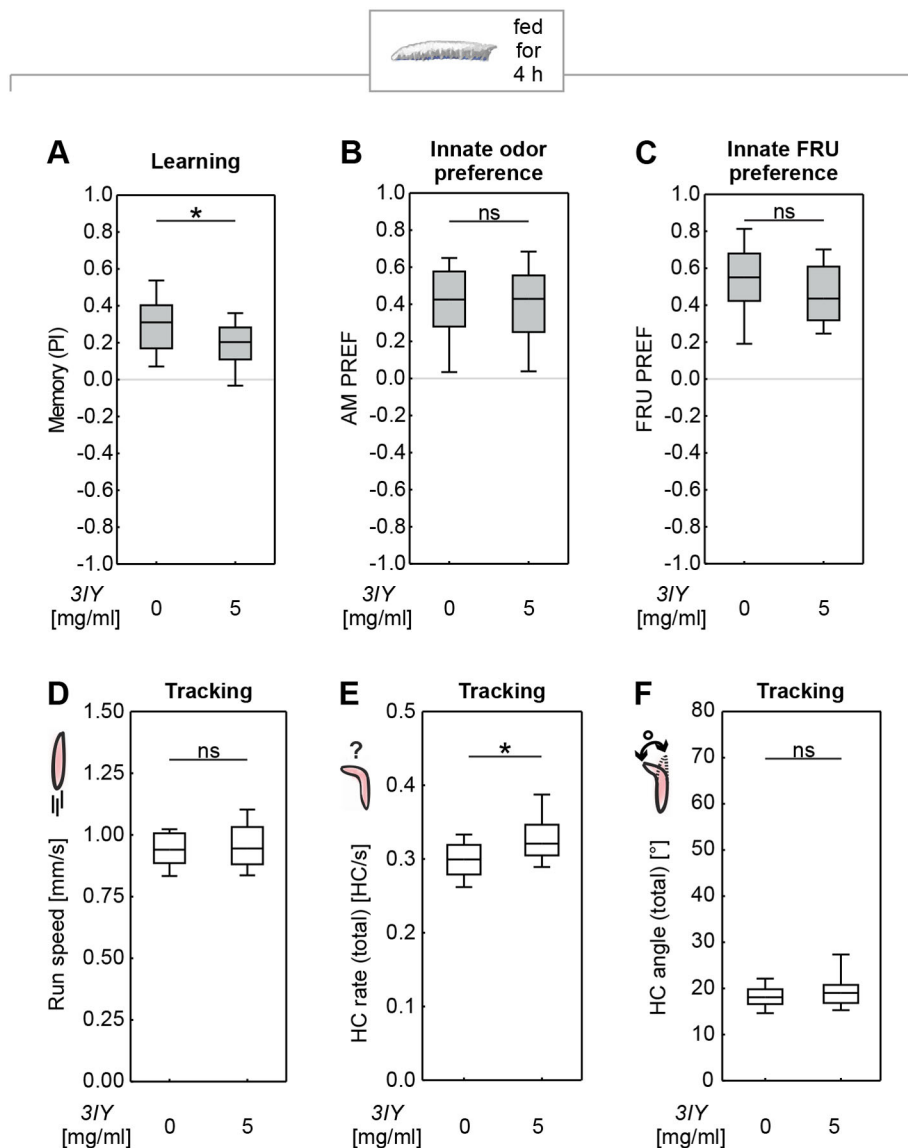 fed
for
4 h
A
Learning
Memory (PI)
1.0
0.8
0.6
0.4
0.2
0.0
-0.2
-0.4
-0.6
-0.8
-1.0
*
3IY
[mg/ml]
0 5
B
Innate odor
preference
AM PREF
1.0
0.8
0.6
0.4
0.2
0.0
-0.2
-0.4
-0.6
-0.8
-1.0
ns
0 5
C
Innate FRU
preference
FRU PREF
1.0
0.8
0.6
0.4
0.2
0.0
-0.2
-0.4
-0.6
-0.8
-1.0
ns
3IY
[mg/ml]
0 5
D
Tracking
Run speed [mm/s]
1.50
1.25
1.00
0.75
0.50
0.25
0.00
ns
3IY
[mg/ml]
0 5
E
Tracking
?
HC rate (total) [HC/s]
0.5
0.4
0.3
0.2
0.1
0.0
*
3IY
[mg/ml]
0 5
F
Tracking
°
HC angle (total) [°]
80
70
60
50
40
30
20
10
0
ns
3IY
[mg/ml]
0 5